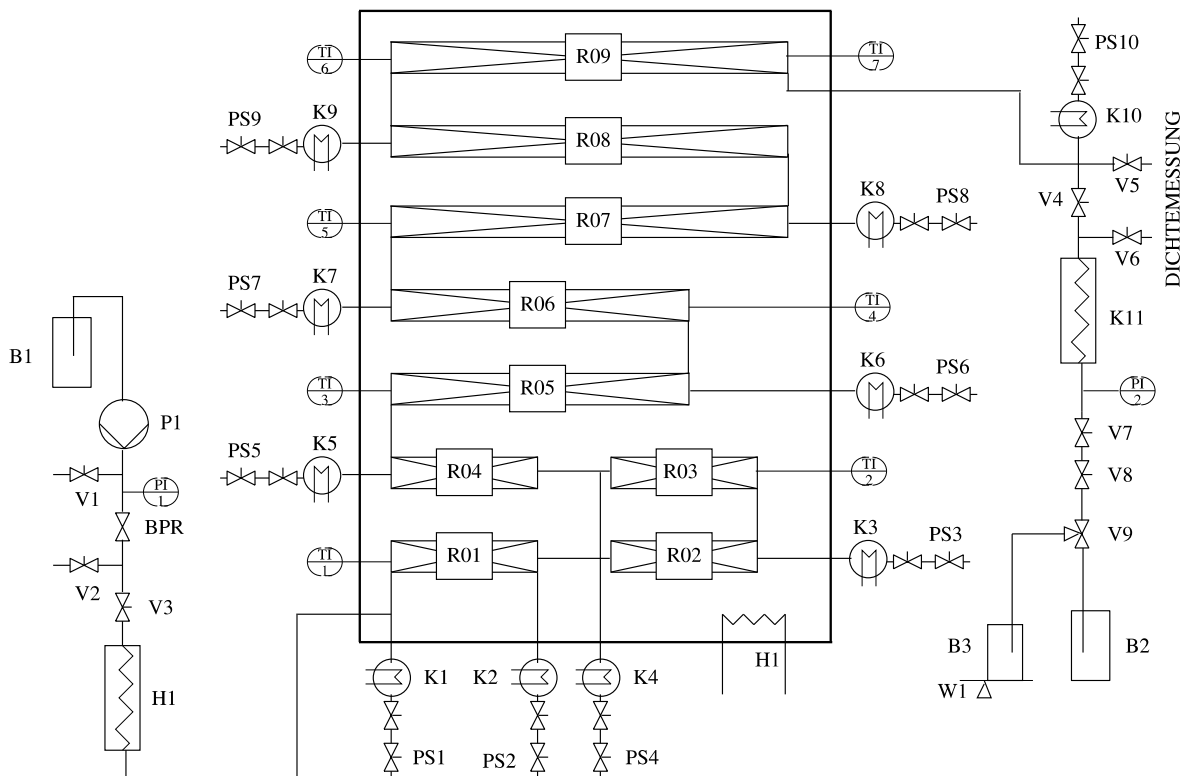 TI
6
R09
TI
7
PS10
K9
PS9
R08
K10
V5
V4
DICHTEMESSUNG
TI
5
R07
K8
PS8
V6
K7
PS7
R06
TI
4
K11
B1
TI
3
R05
K6
PS6
PI
2
P1
V7
K5
PS5
R04
R03
TI
2
V8
V1
PI
1
BPR
TI
1
R01
R02
K3
PS3
V9
V2
V3
H1
H1
K1
K2
K4
B3
B2
W1
PS1
PS2
PS4